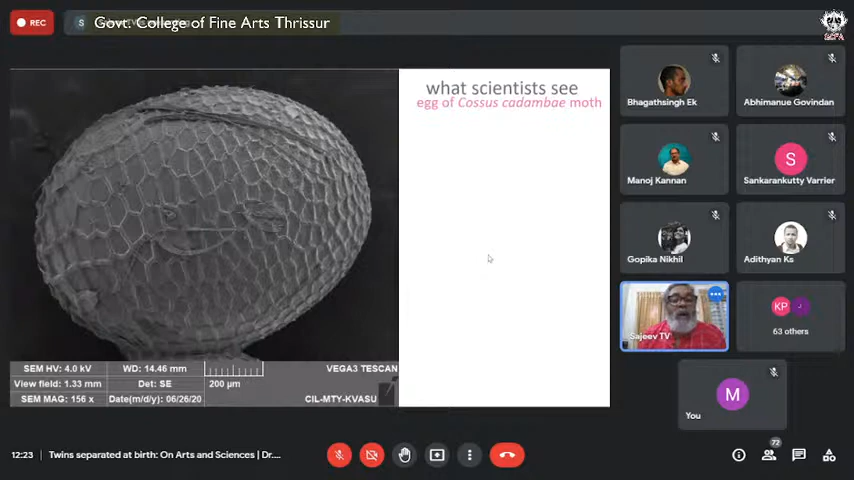 REC
S
Govt. College of Fine Arts Thrissur
SCFA
what scientists see
egg of Cossus cadambae moth
SEM HV: 4.0 kV
WD: 14.46 mm
VEGA3 TESCAN
View field: 1.33 mm
Det: SE
200 µm
SEM MAG: 156 x
Date(m/d/y): 06/26/20
CIL-MTY-KVASU
Bhagathsingh Ek
Abhimanue Govindan
Manoj Kannan
S
Sankarankutty Varrier
Gopika Nikhil
Adithyan Ks
Sajeev TV
KP
J
63 others
M
You
12:23
Twins separated at birth: On Arts and Sciences | Dr....
72